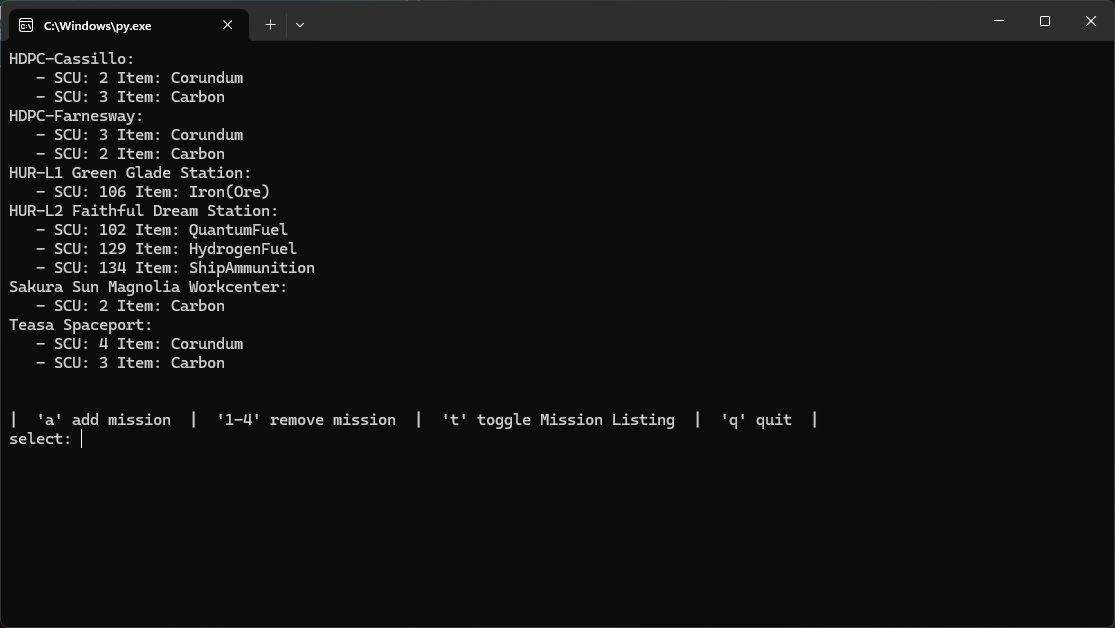 C:\Windows\py.exe
HDPC-Cassillo:
- SCU: 2 Item: Corundum
- SCU: 3 Item: Carbon
HDPC-Farnesway:
- SCU: 3 Item: Corundum
- SCU: 2 Item: Carbon
HUR-L1 Green Glade Station:
- SCU: 106 Item: Iron(Ore)
HUR-L2 Faithful Dream Station:
- SCU: 102 Item: QuantumFuel
- SCU: 129 Item: HydrogenFuel
- SCU: 134 Item: ShipAmmunition
Sakura Sun Magnolia Workcenter:
- SCU: 2 Item: Carbon
Teasa Spaceport:
- SCU: 4 Item: Corundum
- SCU: 3 Item: Carbon
| 'a' add mission | '1-4' remove mission | 't' toggle Mission Listing | 'q' quit |
select: